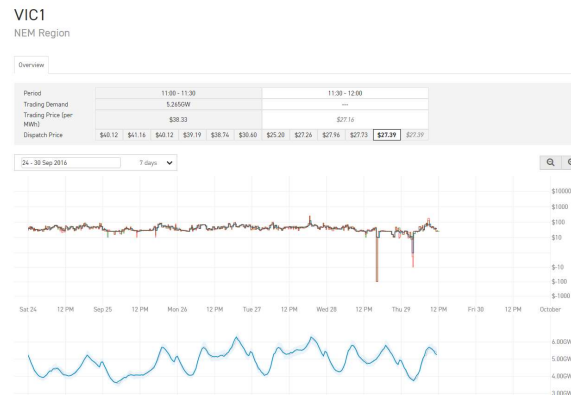 VIC1
NEM Region
Overview
Period 11:00 - 11:30 11:30 - 12:00
Trading Demand 5,265GW ---
Trading Price (per MWh) $38.33 $27.16
Dispatch Price $40.12 $41.16 $40.12 $39.19 $38.74 $30.60 $25.20 $27.26 $27.96 $27.73 $27.39 $27.39
24 - 30 Sep 2016 7 days
$10000
$1000
$100
$10
$-10
$-100
$-1000
Sat 24 12 PM Sep 25 12 PM Mon 26 12 PM Tue 27 12 PM Wed 28 12 PM Thu 29 12 PM Fri 30 12 PM October
6.00GW
5.00GW
4.00GW
3.00GW